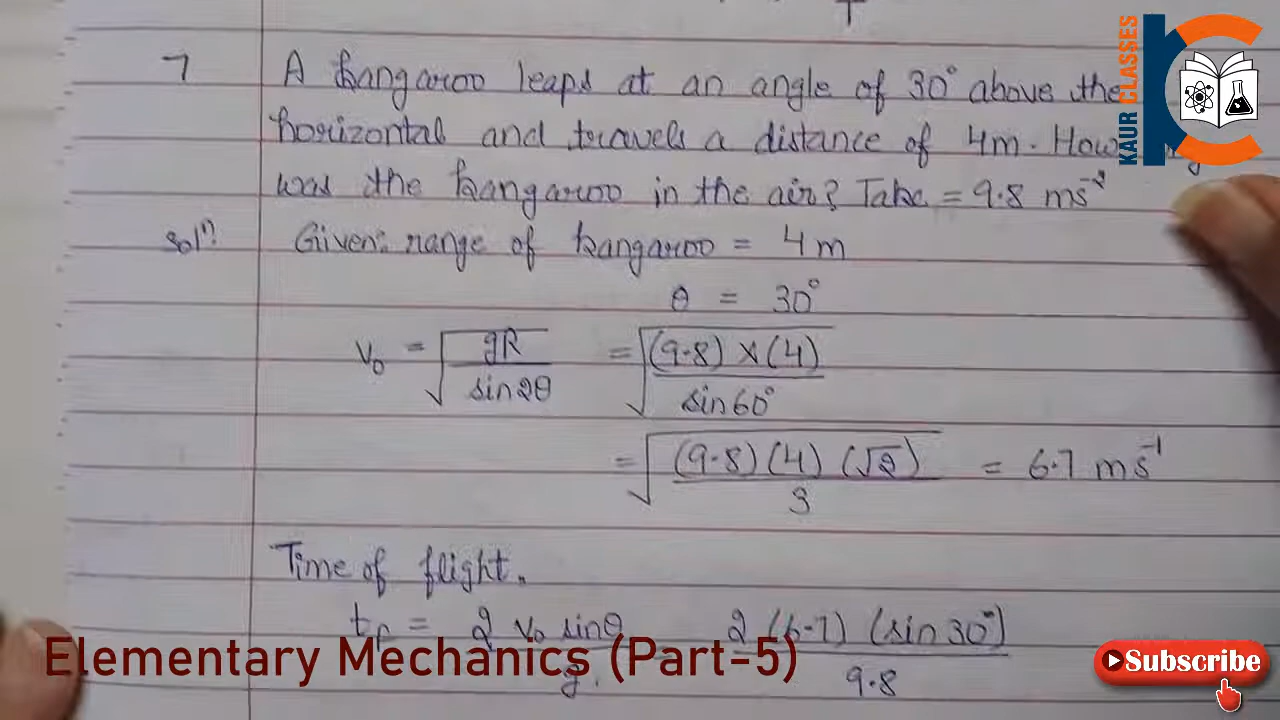 7 A kangaroo leaps at an angle of 30° above the
horizontal and travels a distance of 4m. How
was the kangaroo in the air? Take = 9.8 ms⁻²
Solⁿ. Given: range of kangaroo = 4 m
θ = 30°
v₀ = √(gR / sin2θ) = √((9.8) × (4) / sin60°)
= √((9.8)(4)(√2) / 3) = 6.7 ms⁻¹
Time of flight.
t_f = 2 v₀ sinθ / g. = 2 (6.7) (sin 30°) / 9.8
Elementary Mechanics (Part-5)
KAUR CLASSES
Subscribe